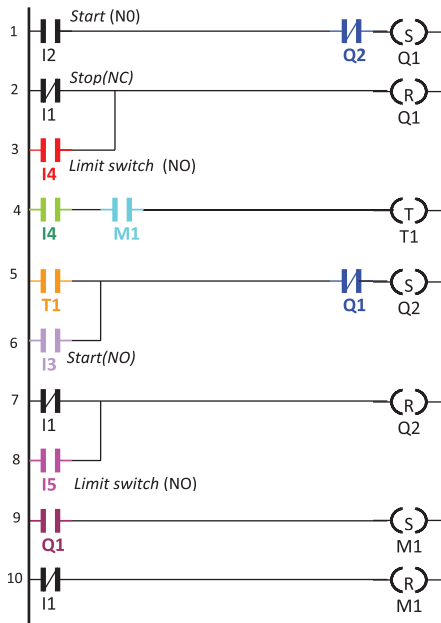 Start (N0)
1
S
I2
Q2
Q1
Stop(NC)
2
R
I1
Q1
3
Limit switch (NO)
I4
4
T
I4
M1
T1
5
S
T1
Q1
Q2
6
Start(NO)
I3
7
R
I1
Q2
8
I5
Limit switch (NO)
9
S
Q1
M1
10
R
I1
M1